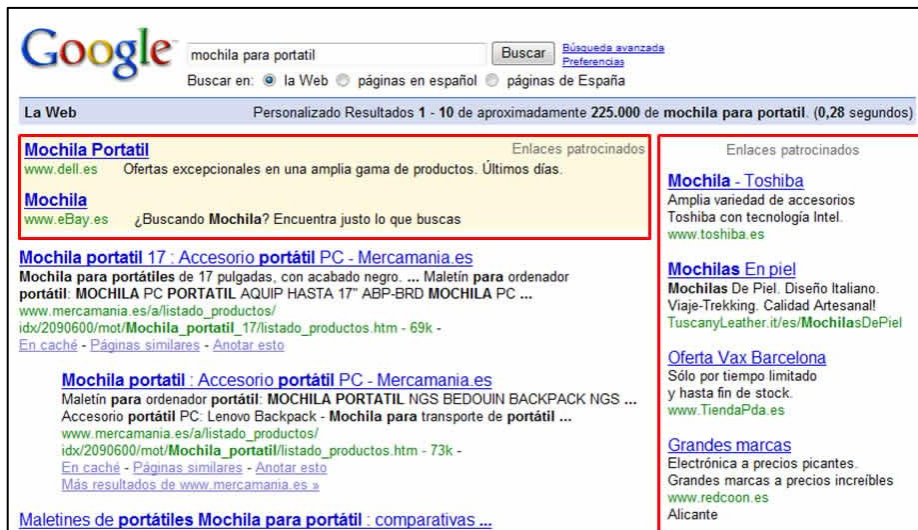 Google
mochila para portatil
Buscar
Búsqueda avanzada
Preferencias
Buscar en: la Web páginas en español páginas de España
La Web
Personalizado Resultados 1 - 10 de aproximadamente 225.000 de mochila para portatil. (0,28 segundos)
Mochila Portatil
Enlaces patrocinados
www.dell.es Ofertas excepcionales en una amplia gama de productos. Últimos días.
Mochila
www.eBay.es ¿Buscando Mochila? Encuentra justo lo que buscas
Mochila portatil 17 : Accesorio portátil PC - Mercamania.es
Mochila para portátiles de 17 pulgadas, con acabado negro. ... Maletín para ordenador
portátil: MOCHILA PC PORTATIL AQUIP HASTA 17" ABP-BRD MOCHILA PC ...
www.mercamania.es/a/listado_productos/
idx/2090600/mot/Mochila_portatil_17/listado_productos.htm - 69k -
En caché - Páginas similares - Anotar esto
Mochila portatil : Accesorio portátil PC - Mercamania.es
Maletín para ordenador portátil: MOCHILA PORTATIL NGS BEDOUIN BACKPACK NGS ...
Accesorio portátil PC: Lenovo Backpack - Mochila para transporte de portátil ...
www.mercamania.es/a/listado_productos/
idx/2090600/mot/Mochila_portatil/listado_productos.htm - 73k -
En caché - Páginas similares - Anotar esto
Más resultados de www.mercamania.es »
Maletines de portátiles Mochila para portátil : comparativas ...
Enlaces patrocinados
Mochila - Toshiba
Amplia variedad de accesorios
Toshiba con tecnología Intel.
www.toshiba.es
Mochilas En piel
Mochilas De Piel. Diseño Italiano.
Viaje-Trekking. Calidad Artesanal!
TuscanyLeather.it/es/MochilasDePiel
Oferta Vax Barcelona
Sólo por tiempo limitado
y hasta fin de stock.
www.TiendaPda.es
Grandes marcas
Electrónica a precios picantes.
Grandes marcas a precios increíbles
www.redcoon.es
Alicante